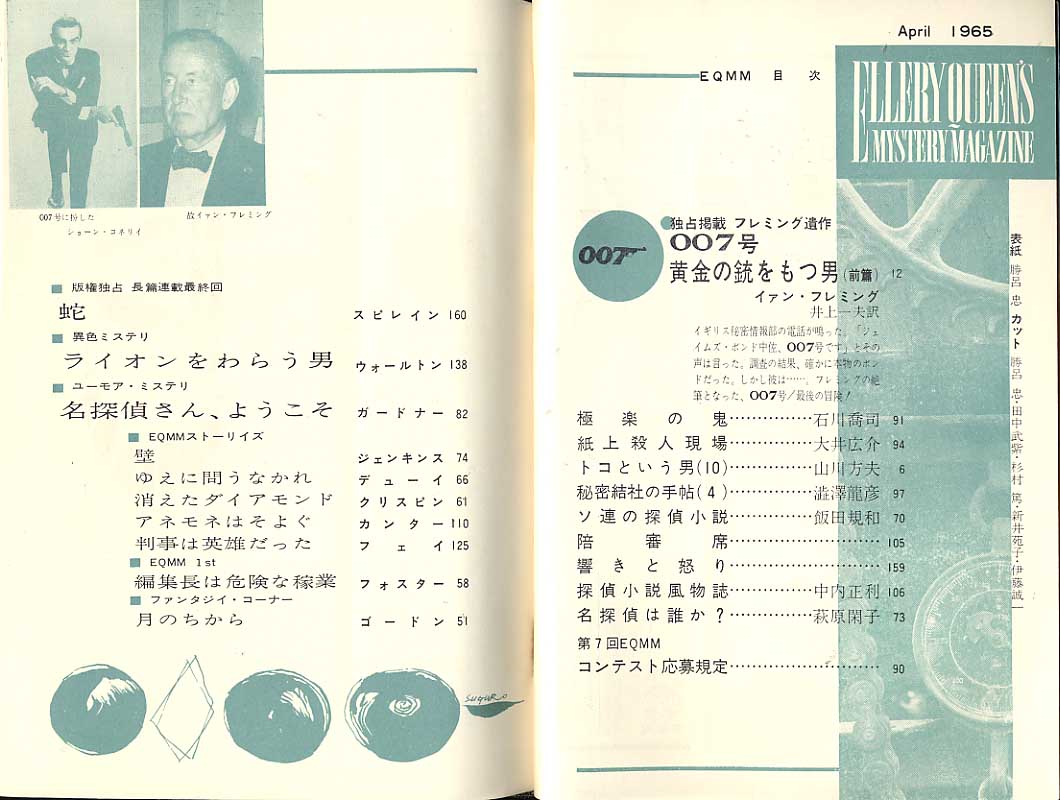 April 1965
EQMM 目次
ELLERY QUEEN'S
MYSTERY MAGAZINE
独占掲載 フレミング遺作
007号
黄金の銃をもつ男(前篇) 12
イァン・フレミング
井上一夫訳
007
イギリス秘密情報部の電話が鳴った。「ジェ
イムズ・ボンド中佐、007号です」とその
声は言った。調査の結果、確かに本物のボン
ドだった。しかし彼は……。フレミングの絶
筆となった、007号/最後の冒険!
極楽の鬼……………石川喬司 91
紙上殺人現場……………大井広介 94
トコという男(10)……………山川方夫 6
秘密結社の手帖(4)……………澁澤龍彦 97
ソ連の探偵小説……………飯田規和 70
陪審席…………………………105
響きと怒り…………………………159
探偵小説風物誌……………中内正利 106
名探偵は誰か?……………萩原閑子 73
第7回EQMM
コンテスト応募規定…………………………90
表紙 勝呂 忠 カット 勝呂 忠・田中武紫・杉村 篤・新井苑子・伊藤誠一
007号に扮した
ショーン・コネリイ
故イァン・フレミング
版権独占 長篇連載最終回
蛇 スピレイン 160
異色ミステリ
ライオンをわらう男 ウォールトン 138
ユーモア・ミステリ
名探偵さん、ようこそ ガードナー 82
EQMMストーリイズ
壁 ジェンキンス 74
ゆえに問うなかれ デューイ 66
消えたダイアモンド クリスピン 61
アネモネはそよぐ カンター 110
判事は英雄だった フェイ 125
EQMM 1st
編集長は危険な稼業 フォスター 58
ファンタジイ・コーナー
月のちから ゴードン 51
SUGURO